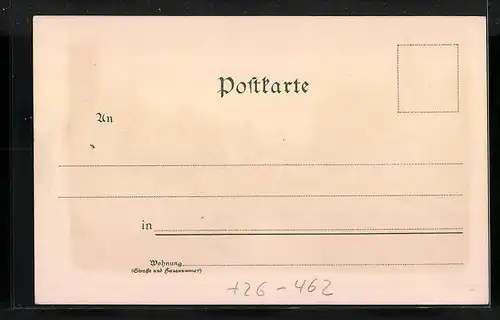 Postkarte
An
in
Wohnung
(Straße und Hausnummer)
+26-462